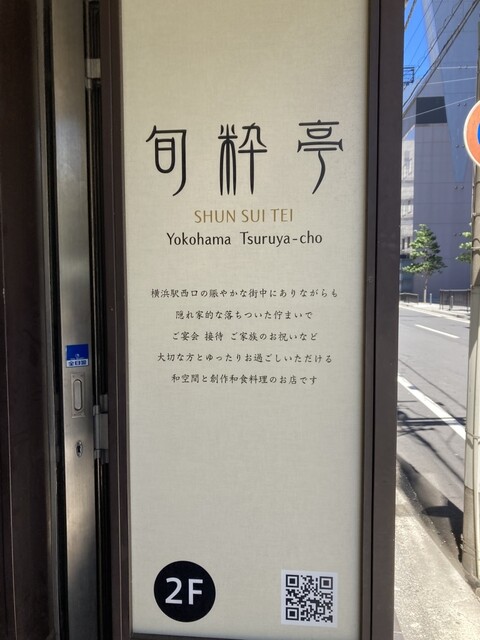 旬粋亭
SHUN SUI TEI
Yokohama Tsuruya-cho
横浜駅西口の賑やかな街中にありながらも
隠れ家的な落ちついた佇まいで
ご宴会 接待 ご家族のお祝いなど
大切な方とゆったりお過ごしいただける
和空間と創作和食料理のお店です
2F